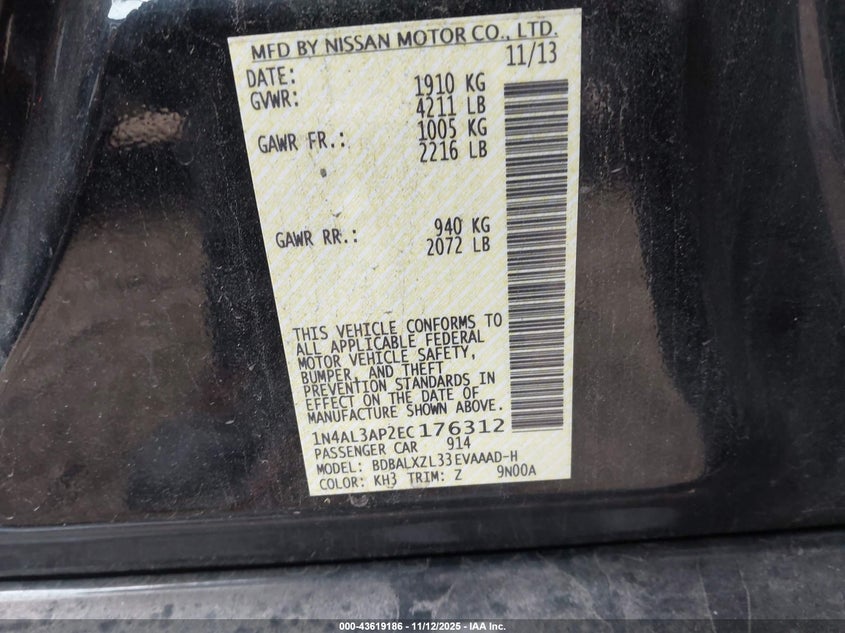 MFD BY NISSAN MOTOR CO., LTD.
DATE: 11/13
GVWR: 1910 KG
4211 LB
GAWR FR.: 1005 KG
2216 LB
GAWR RR.: 940 KG
2072 LB
THIS VEHICLE CONFORMS TO
ALL APPLICABLE FEDERAL
MOTOR VEHICLE SAFETY,
BUMPER, AND THEFT
PREVENTION STANDARDS IN
EFFECT ON THE DATE OF
MANUFACTURE SHOWN ABOVE.
1N4AL3AP2EC176312
PASSENGER CAR 914
MODEL: BDBALXZL33EVAAAD-H
COLOR: KH3 TRIM: Z 9N00A
000-43619186 - 11/12/2025 - IAA Inc.